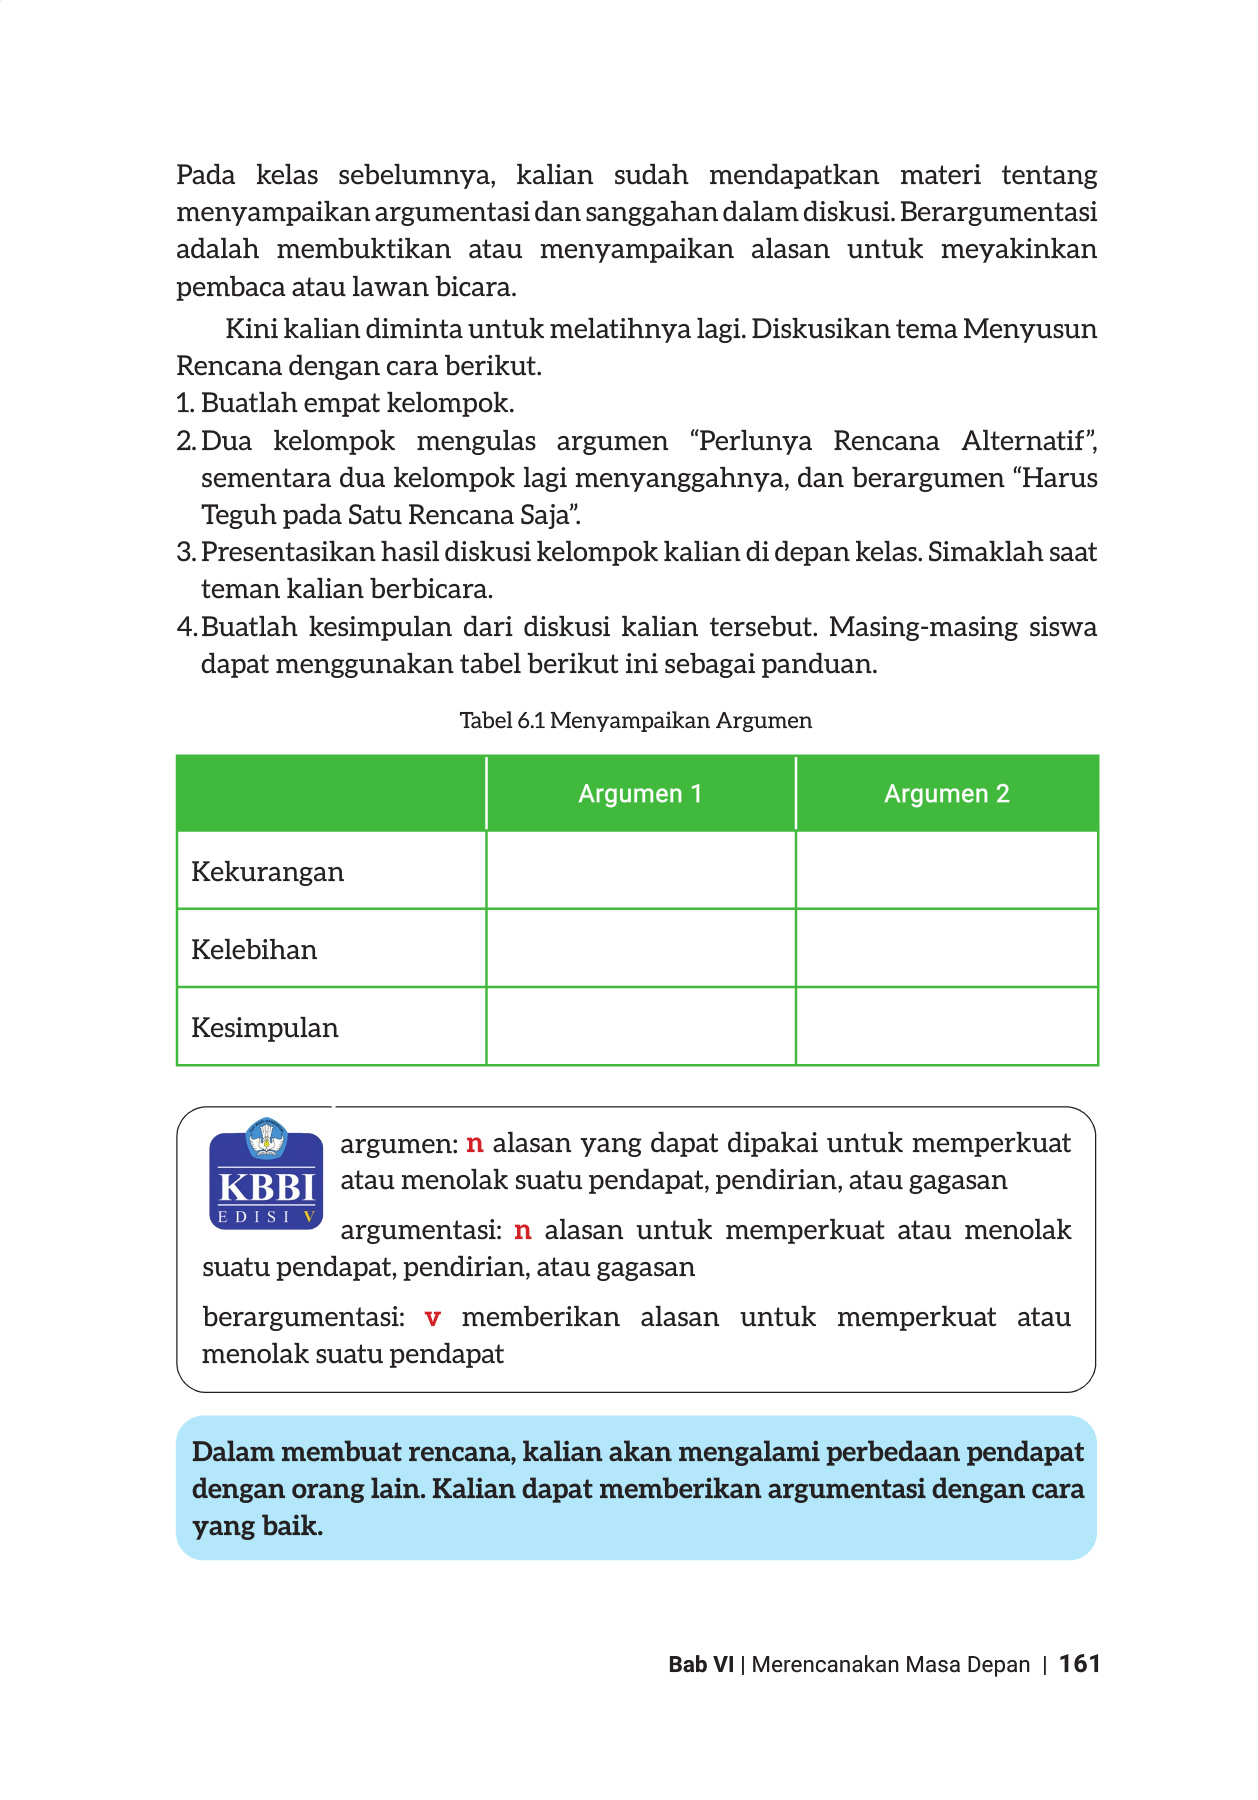 Pada kelas sebelumnya, kalian sudah mendapatkan materi tentang
menyampaikan argumentasi dan sanggahan dalam diskusi. Berargumentasi
adalah membuktikan atau menyampaikan alasan untuk meyakinkan
pembaca atau lawan bicara.
Kini kalian diminta untuk melatihnya lagi. Diskusikan tema Menyusun
Rencana dengan cara berikut.
1. Buatlah empat kelompok.
2. Dua kelompok mengulas argumen “Perlunya Rencana Alternatif”,
sementara dua kelompok lagi menyanggahnya, dan berargumen “Harus
Teguh pada Satu Rencana Saja”.
3. Presentasikan hasil diskusi kelompok kalian di depan kelas. Simaklah saat
teman kalian berbicara.
4. Buatlah kesimpulan dari diskusi kalian tersebut. Masing-masing siswa
dapat menggunakan tabel berikut ini sebagai panduan.
Tabel 6.1 Menyampaikan Argumen
Argumen 1 Argumen 2
Kekurangan
Kelebihan
Kesimpulan
KBBI
EDISI V
argumen: n alasan yang dapat dipakai untuk memperkuat
atau menolak suatu pendapat, pendirian, atau gagasan
argumentasi: n alasan untuk memperkuat atau menolak
suatu pendapat, pendirian, atau gagasan
berargumentasi: v memberikan alasan untuk memperkuat atau
menolak suatu pendapat
Dalam membuat rencana, kalian akan mengalami perbedaan pendapat
dengan orang lain. Kalian dapat memberikan argumentasi dengan cara
yang baik.
Bab VI | Merencanakan Masa Depan | 161